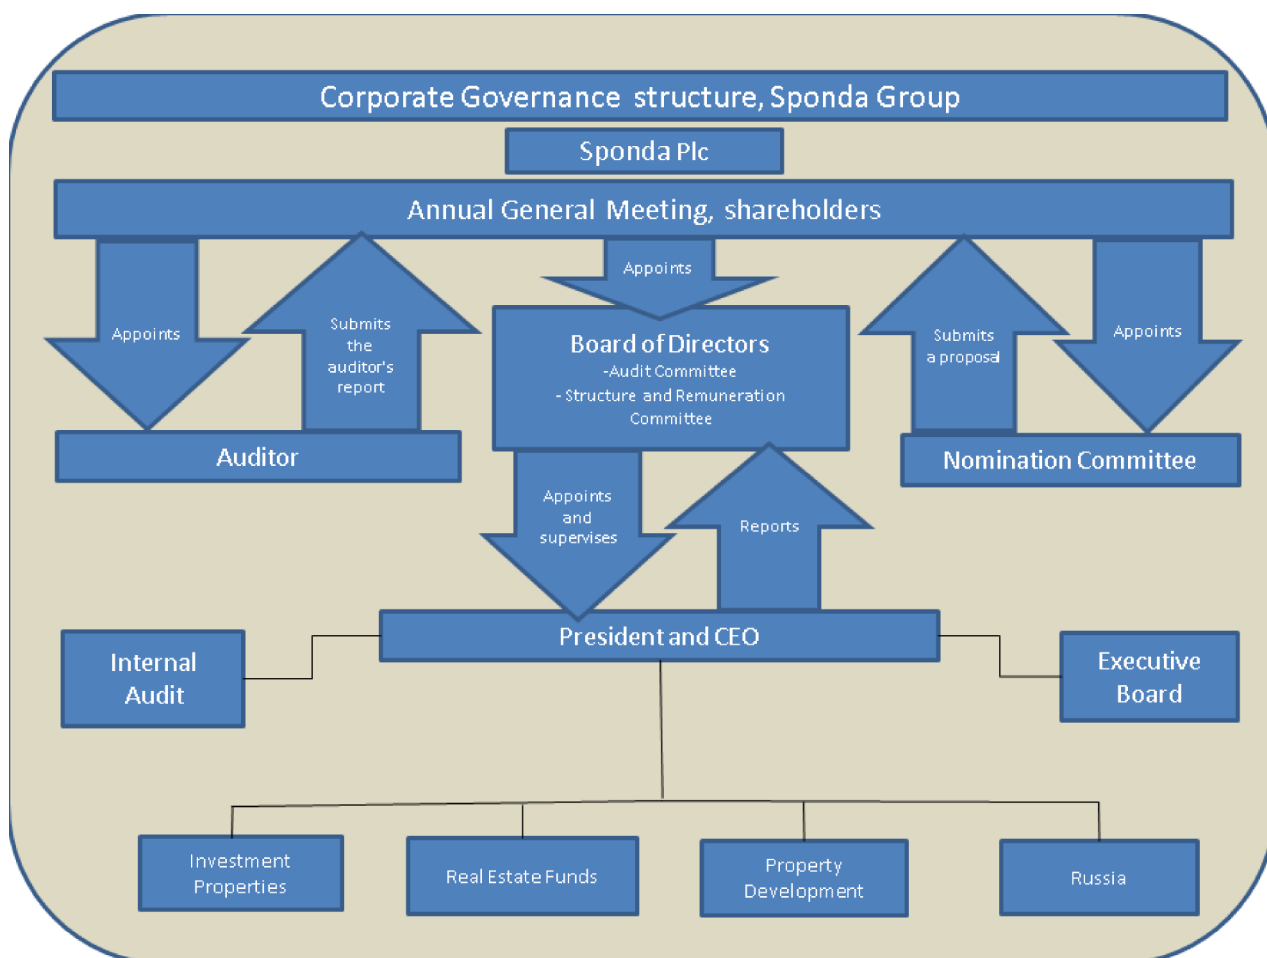 Corporate Governance structure, Sponda Group
Sponda Plc
Annual General Meeting, shareholders
Appoints
Submits
the
auditor's
report
Appoints
Submits
a proposal
Appoints
Board of Directors
-Audit Committee
- Structure and Remuneration
Committee
Auditor
Nomination Committee
Appoints
and
supervises
Reports
President and CEO
Internal
Audit
Executive
Board
Investment
Properties
Real Estate Funds
Property
Development
Russia